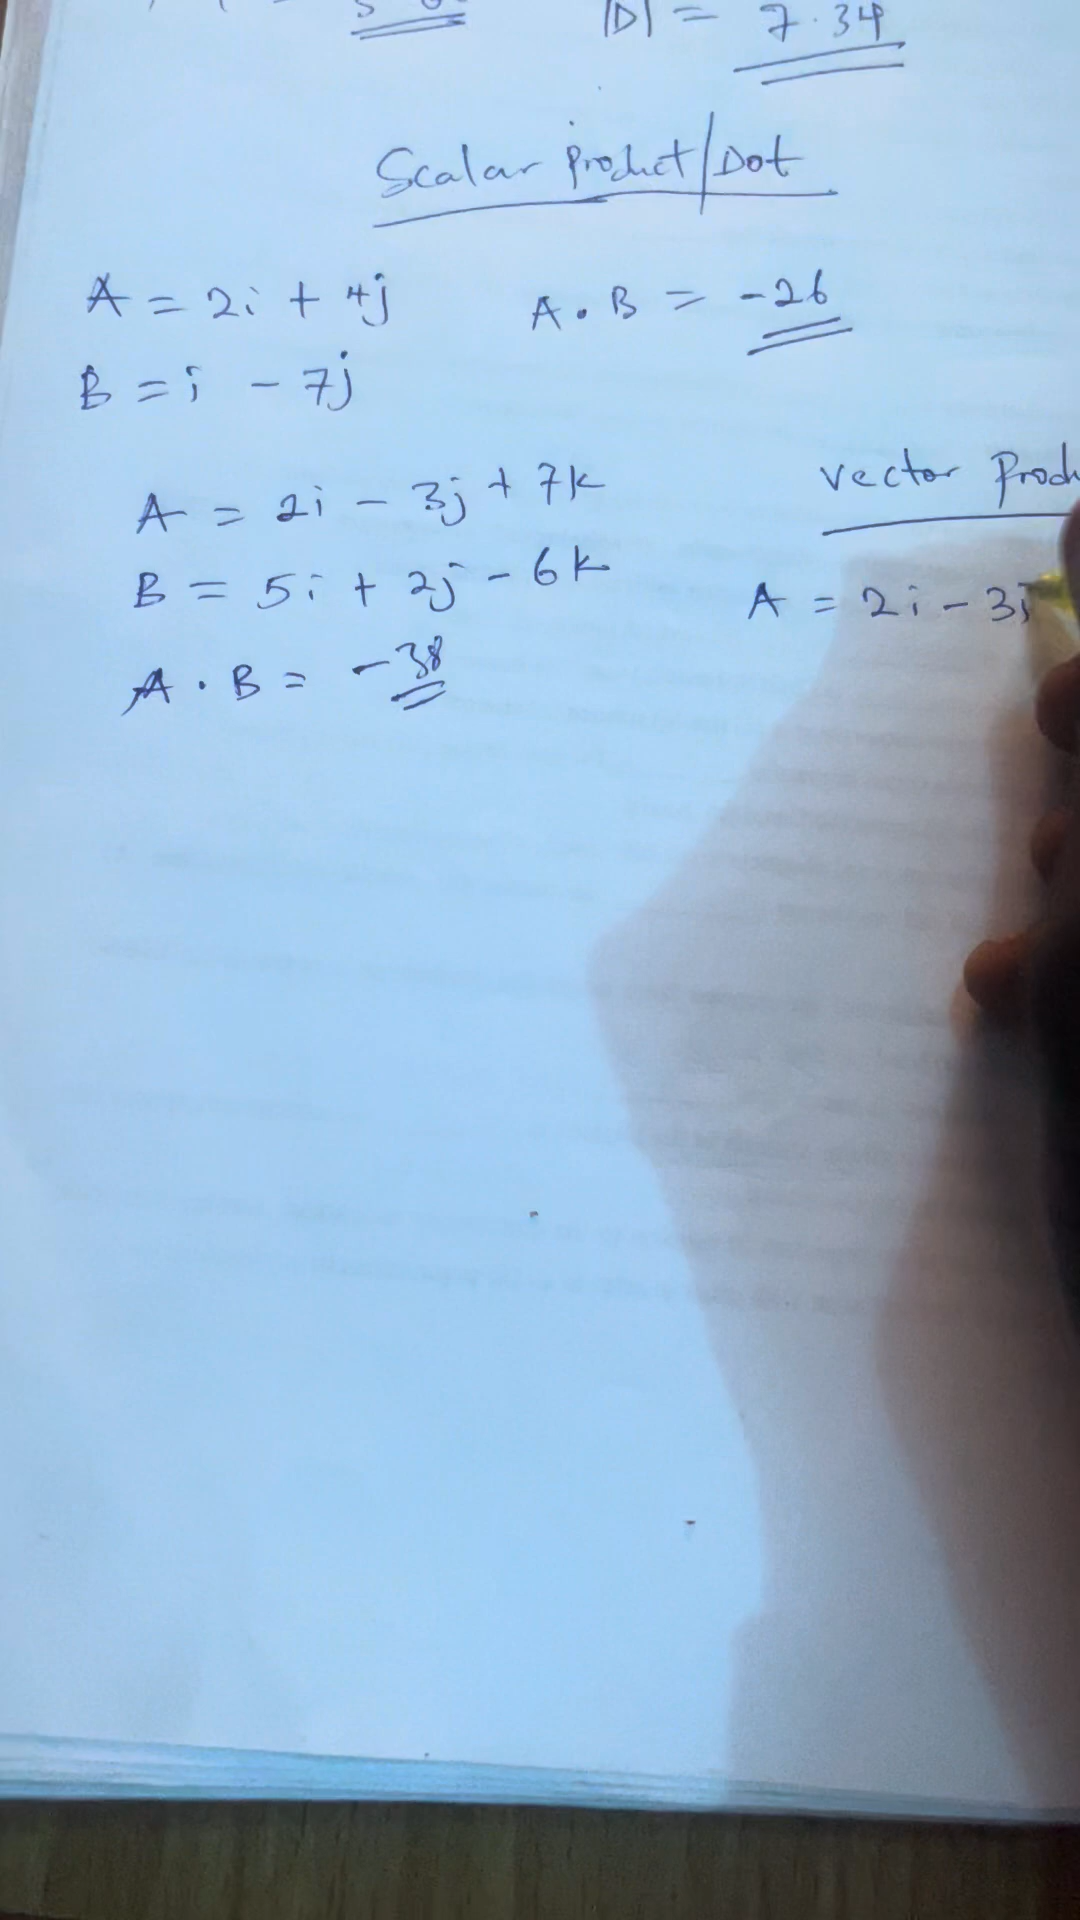 |D| = 7.34
Scalar Product/Dot
A = 2i + 4j
B = i - 7j
A . B = -26
A = 2i - 3j + 7k
B = 5i + 2j - 6k
A . B = -38
Vector
A = 2i - 3j